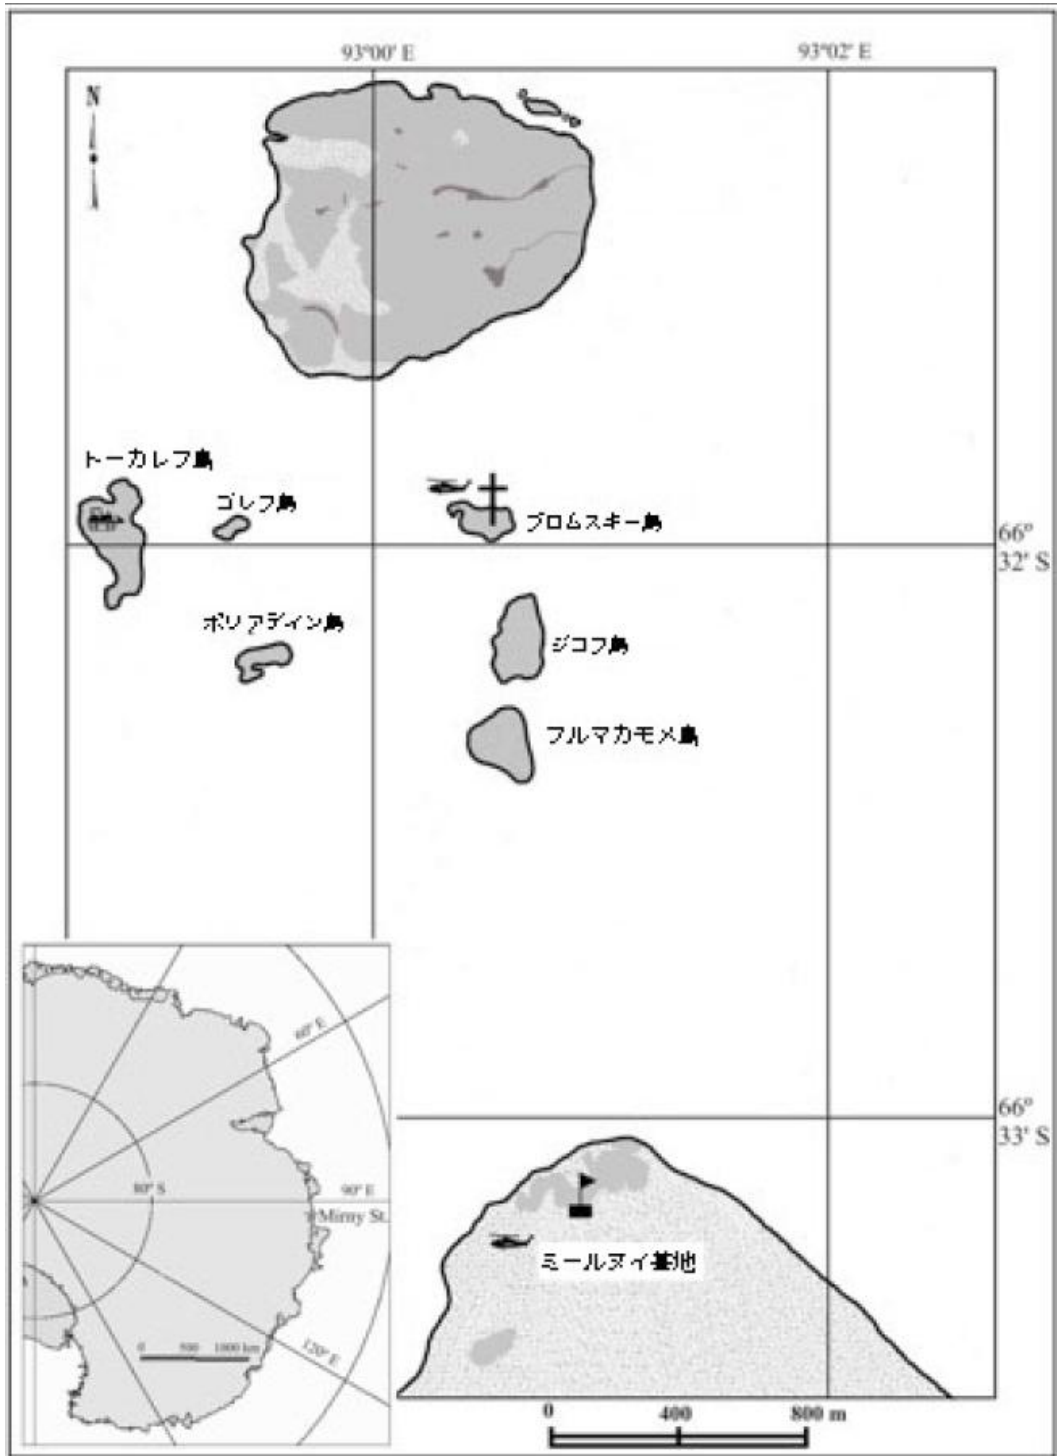 93°00' E
93°02' E
N
トーカレフ島
ゴレフ島
ブロムスキー島
66°
32' S
ポリアディン島
ジコフ島
フルマカモメ島
60° E
66°
33' S
80° S
90° E
Mirny St.
ミールヌイ基地
0 500 1000 km
120° E
0 400 800 m